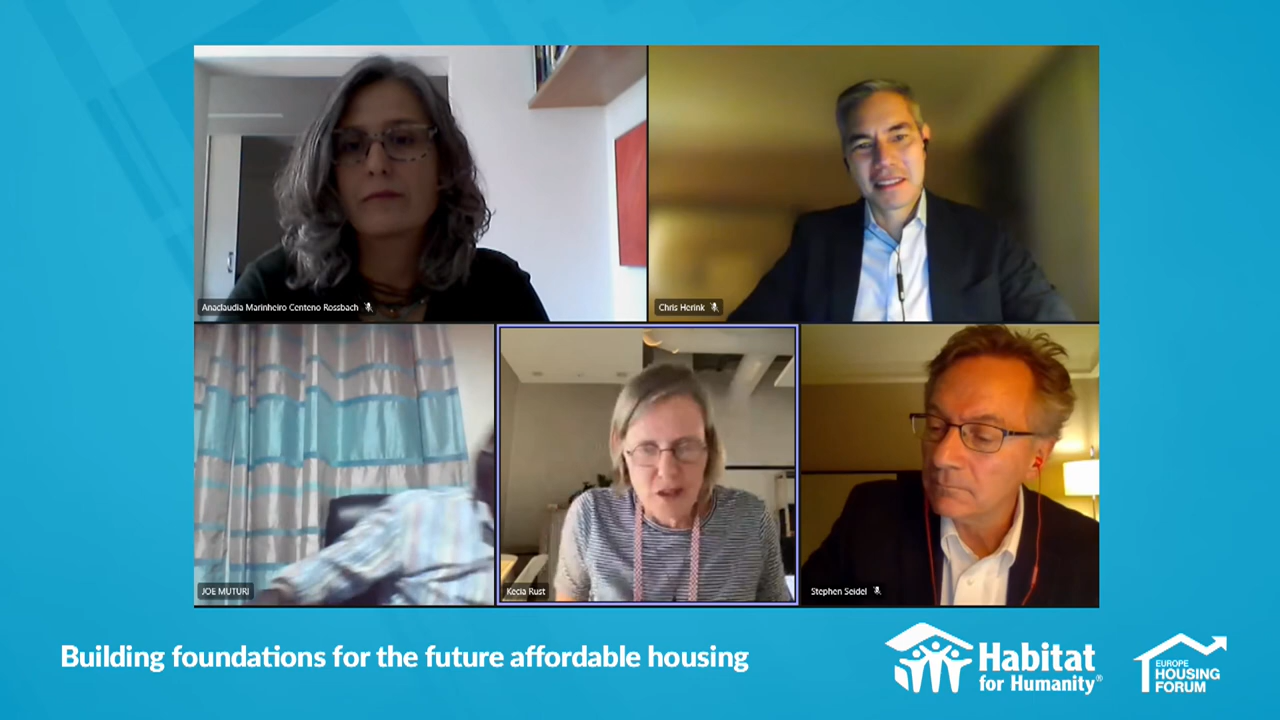 Anaclaudia Marinheiro Centeno Rossbach
Chris Herink
JOE MUTURI
Kecia Rust
Stephen Seidel
Building foundations for the future affordable housing
Habitat
for Humanity®
EUROPE
HOUSING
FORUM